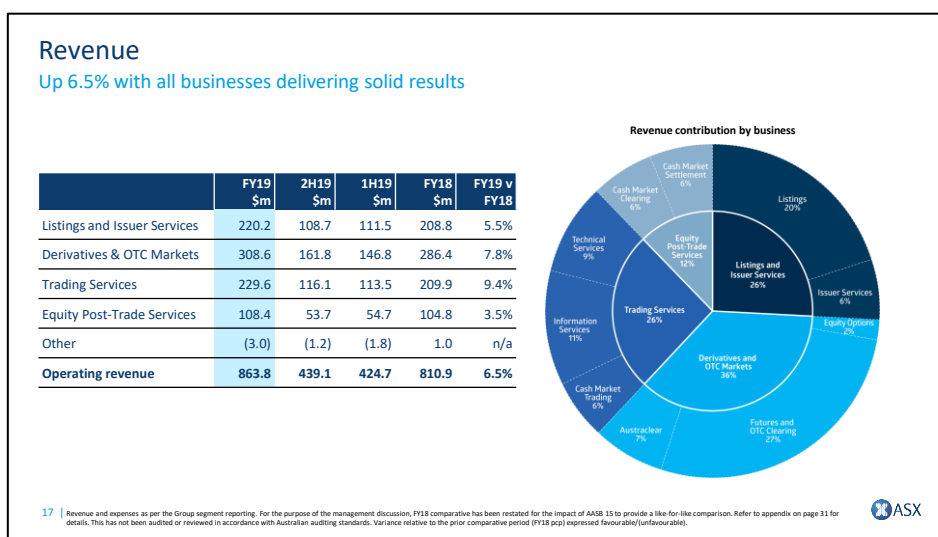 Revenue
Up 6.5% with all businesses delivering solid results
FY19 2H19 1H19 FY18 FY19 v
$m $m $m $m FY18
Listings and Issuer Services 220.2 108.7 111.5 208.8 5.5%
Derivatives & OTC Markets 308.6 161.8 146.8 286.4 7.8%
Trading Services 229.6 116.1 113.5 209.9 9.4%
Equity Post-Trade Services 108.4 53.7 54.7 104.8 3.5%
Other (3.0) (1.2) (1.8) 1.0 n/a
Operating revenue 863.8 439.1 424.7 810.9 6.5%
Revenue contribution by business
Cash Market
Settlement
6%
Cash Market
Clearing
6%
Listings
20%
Technical
Services
9%
Equity
Post-Trade
Services
12%
Listings and
Issuer Services
26%
Issuer Services
6%
Trading Services
26%
Information
Services
11%
Equity Options
2%
Derivatives and
OTC Markets
36%
Cash Market
Trading
6%
Austraclear
7%
Futures and
OTC Clearing
27%
17 | Revenue and expenses as per the Group segment reporting. For the purpose of the management discussion, FY18 comparative has been restated for the impact of AASB 15 to provide a like-for-like comparison. Refer to appendix on page 31 for
details. This has not been audited or reviewed in accordance with Australian auditing standards. Variance relative to the prior comparative period (FY18 pcp) expressed favourable/(unfavourable).
ASX